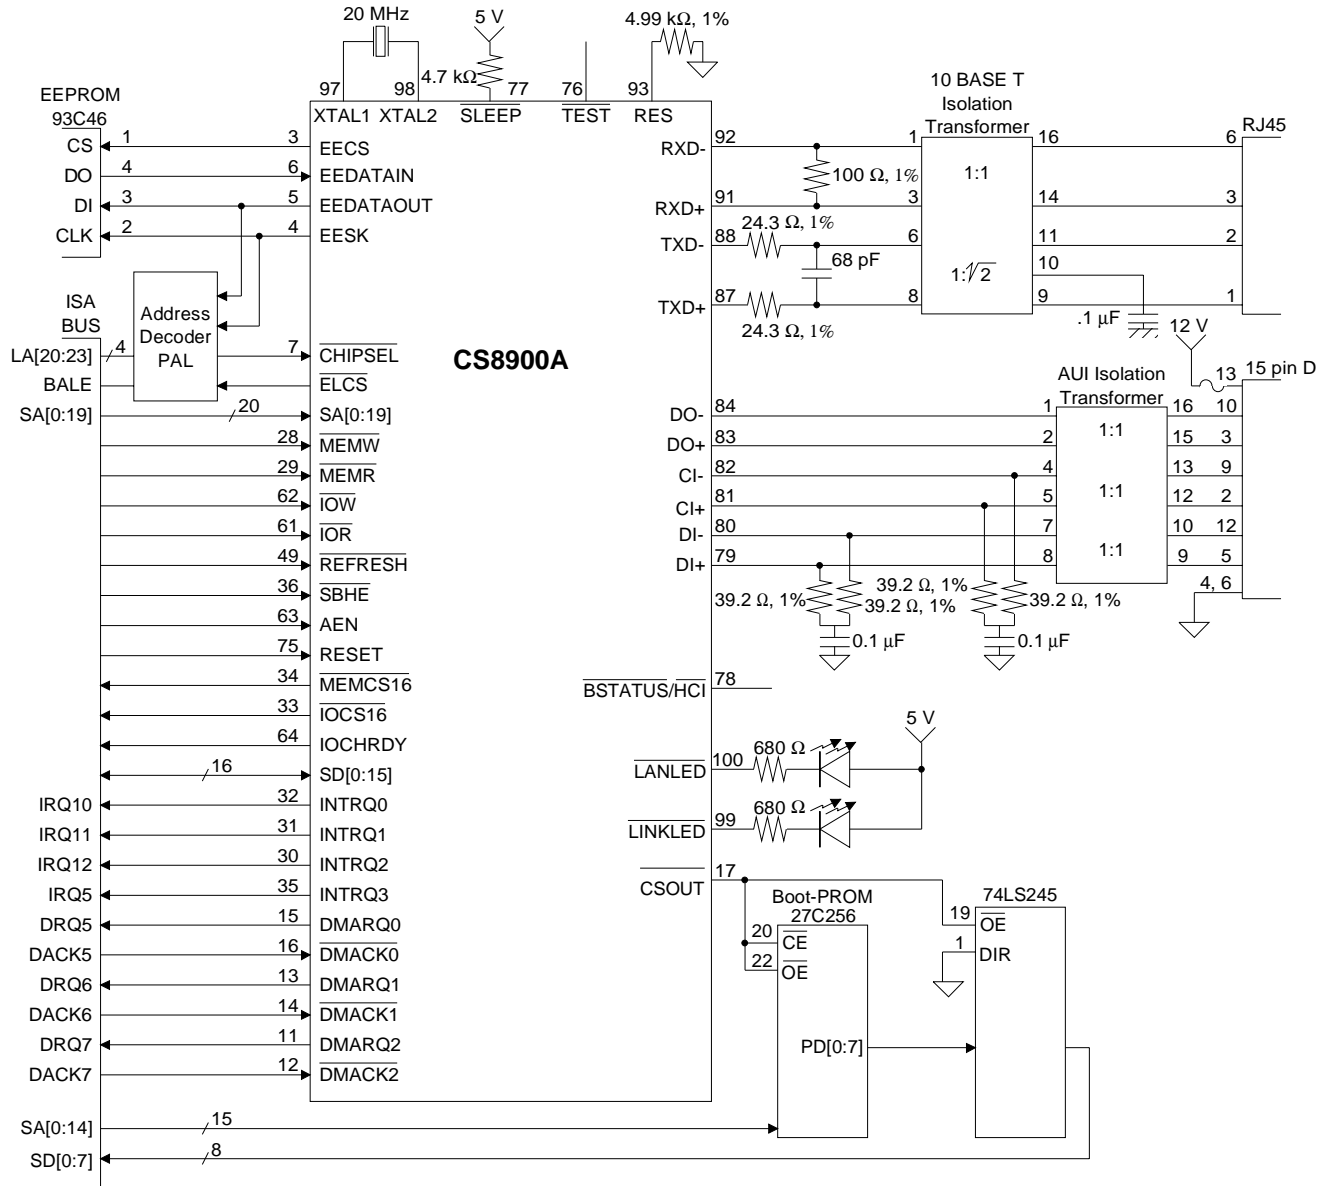 20 MHz
5 V
4.99 kΩ, 1%
4.7 kΩ
97
98
77
76
93
XTAL1
XTAL2
SLEEP
TEST
RES
EEPROM
93C46
CS
1
3
EECS
DO
4
6
EEDATAIN
DI
3
5
EEDATAOUT
CLK
2
4
EESK
ISA
BUS
Address
Decoder
PAL
LA[20:23]
4
7
CHIPSEL
BALE
ELCS
SA[0:19]
20
SA[0:19]
28
MEMW
29
MEMR
62
IOW
61
IOR
49
REFRESH
36
SBHE
63
AEN
75
RESET
34
MEMCS16
33
IOCS16
64
IOCHRDY
16
SD[0:15]
IRQ10
32
INTRQ0
IRQ11
31
INTRQ1
IRQ12
30
INTRQ2
IRQ5
35
INTRQ3
DRQ5
15
DMARQ0
DACK5
16
DMACK0
DRQ6
13
DMARQ1
DACK6
14
DMACK1
DRQ7
11
DMARQ2
DACK7
12
DMACK2
SA[0:14]
15
SD[0:7]
8
CS8900A
RXD-
92
RXD+
91
TXD-
88
TXD+
87
100 Ω, 1%
24.3 Ω, 1%
68 pF
24.3 Ω, 1%
10 BASE T
Isolation
Transformer
1
3
6
8
1:1
1:√2
16
14
11
10
9
.1 µF
RJ45
6
3
2
1
12 V
13
15 pin D
AUI Isolation
Transformer
DO-
84
1
1:1
16
10
DO+
83
2
15
3
CI-
82
4
1:1
13
9
CI+
81
5
12
2
DI-
80
7
1:1
10
12
DI+
79
8
9
5
4, 6
39.2 Ω, 1%
39.2 Ω, 1%
39.2 Ω, 1%
39.2 Ω, 1%
0.1 µF
0.1 µF
BSTATUS/HCI
78
5 V
LANLED
100
680 Ω
LINKLED
99
680 Ω
CSOUT
17
Boot-PROM
27C256
20
CE
22
OE
PD[0:7]
74LS245
19
OE
1
DIR